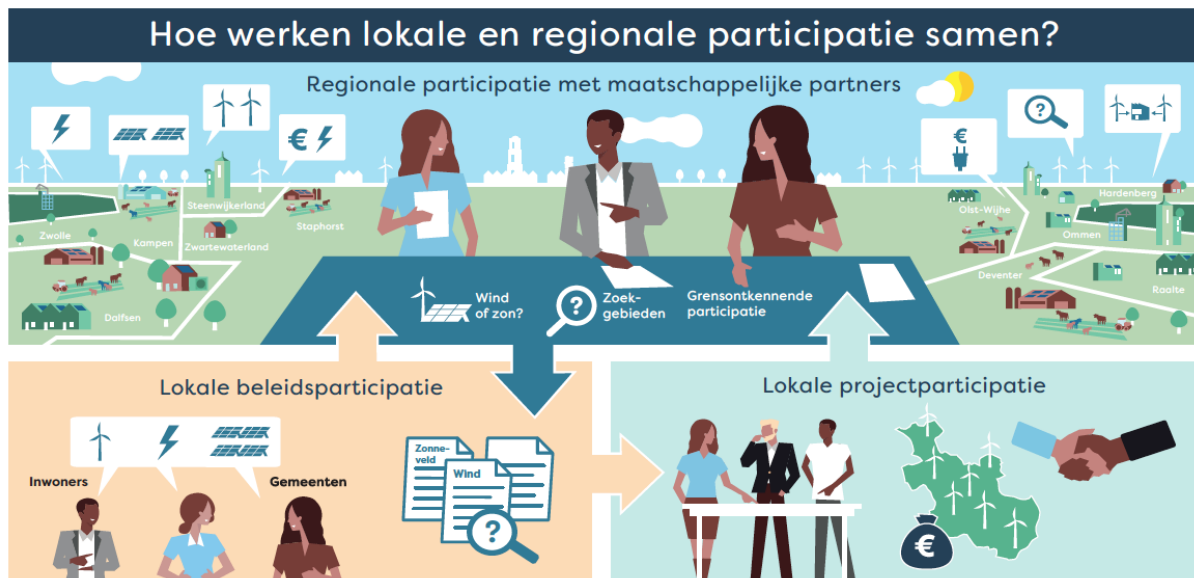 Hoe werken lokale en regionale participatie samen?
Regionale participatie met maatschappelijke partners
€
€
?
Steenwijkerland
Staphorst
Zwolle
Kampen
Zwartewaterland
Dalfsen
Hardenberg
Olst-Wijhe
Ommen
Deventer
Raalte
Wind
of zon?
?
Zoek-
gebieden
Grensontkennende
participatie
Lokale beleidsparticipatie
Inwoners
Gemeenten
Zonne-
veld
Wind
?
Lokale projectparticipatie
€